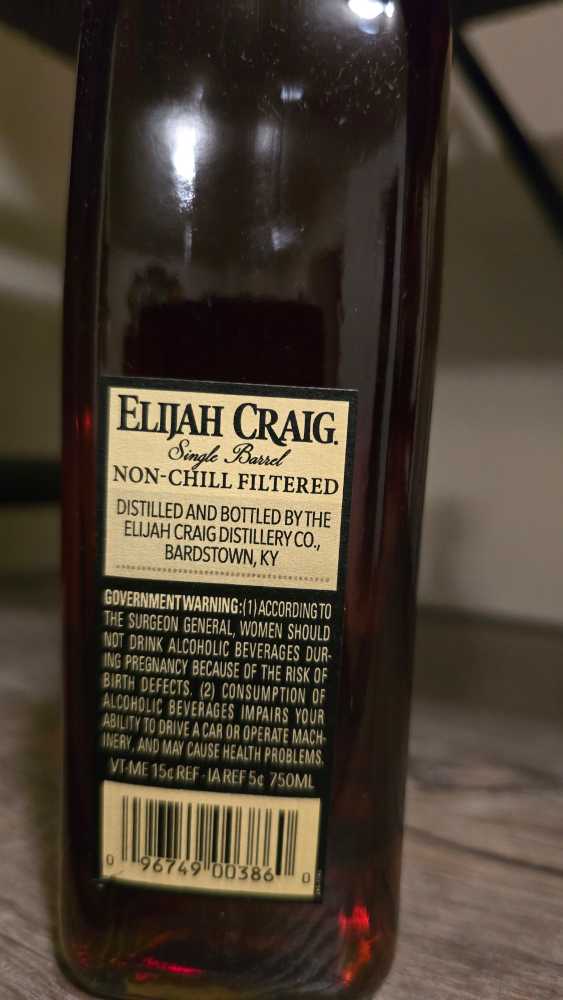 ELIJAH CRAIG.
Single Barrel
NON-CHILL FILTERED
DISTILLED AND BOTTLED BY THE
ELIJAH CRAIG DISTILLERY CO.,
BARDSTOWN, KY
GOVERNMENT WARNING: (1) ACCORDING TO
THE SURGEON GENERAL, WOMEN SHOULD
NOT DRINK ALCOHOLIC BEVERAGES DUR-
ING PREGNANCY BECAUSE OF THE RISK OF
BIRTH DEFECTS. (2) CONSUMPTION OF
ALCOHOLIC BEVERAGES IMPAIRS YOUR
ABILITY TO DRIVE A CAR OR OPERATE MACH-
INERY, AND MAY CAUSE HEALTH PROBLEMS.
VT-ME 15¢ REF - IA REF 5¢ 750ML
0 96749 00386 0